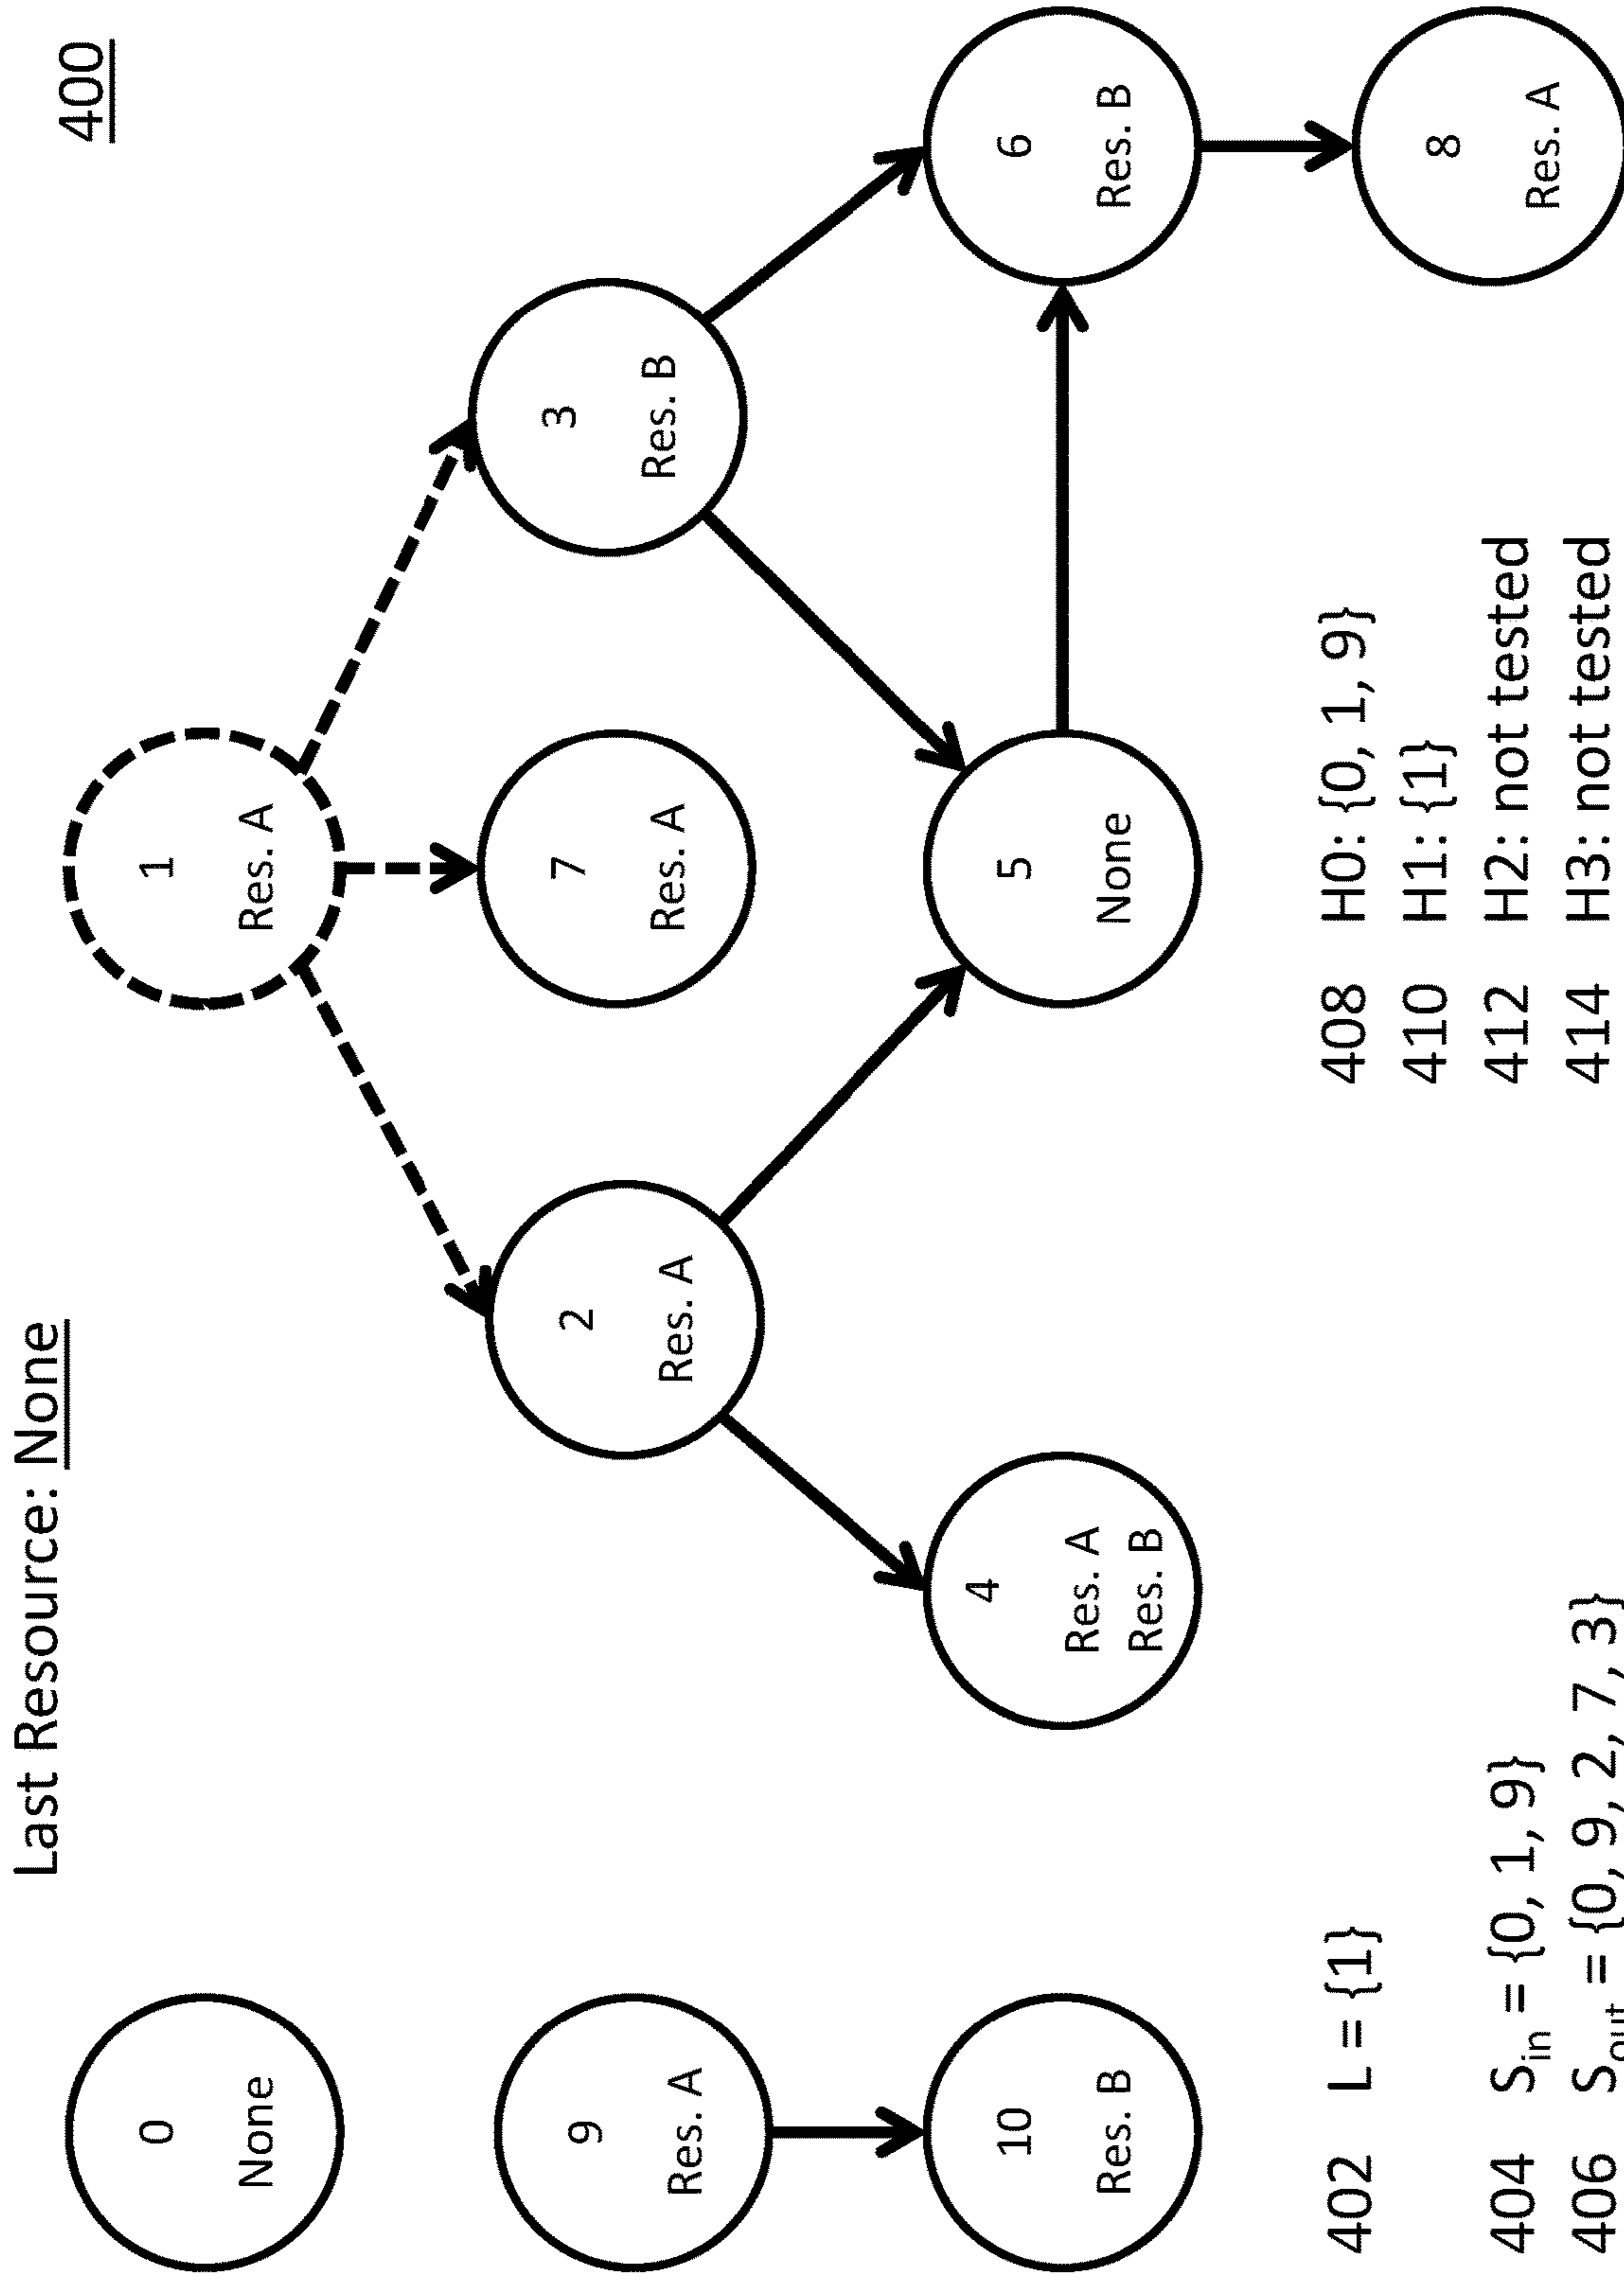 400
Last Resource: None
0
None
1
Res. A
9
Res. A
2
Res. A
7
Res. A
3
Res. B
10
Res. B
4
Res. A
Res. B
5
None
6
Res. B
8
Res. A
402 L = {1}
404 Sin = {0, 1, 9}
406 Sout = {0, 9, 2, 7, 3}
408 H0: {0, 1, 9}
410 H1: {1}
412 H2: not tested
414 H3: not tested